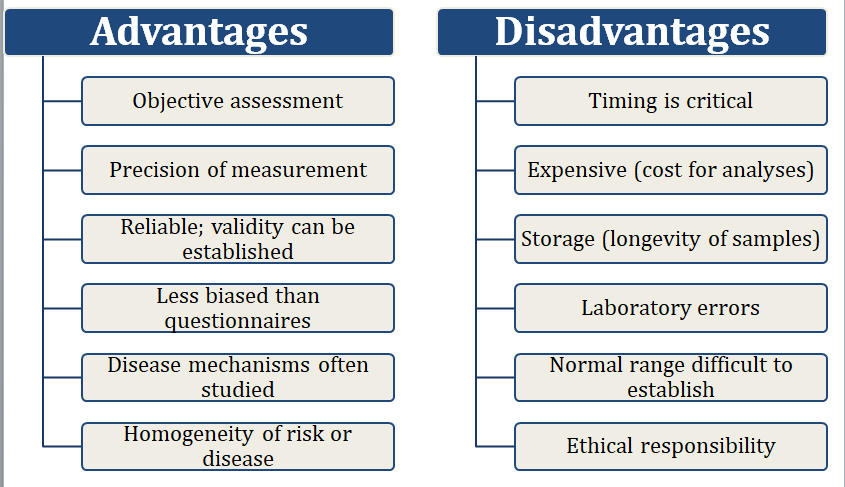 Advantages
Objective assessment
Precision of measurement
Reliable; validity can be
established
Less biased than
questionnaires
Disease mechanisms often
studied
Homogeneity of risk or
disease
Disadvantages
Timing is critical
Expensive (cost for analyses)
Storage (longevity of samples)
Laboratory errors
Normal range difficult to
establish
Ethical responsibility